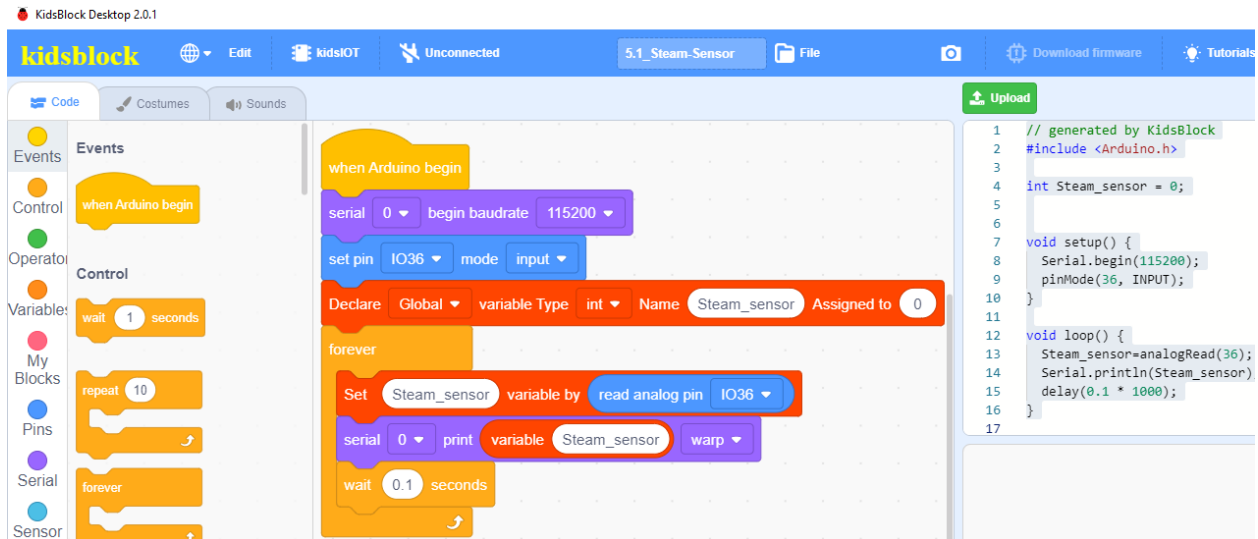 KidsBlock Desktop 2.0.1
kidsblock Edit kidsIOT Unconnected 5.1_Steam-Sensor File Download firmware Tutorials
Code Costumes Sounds Upload
Events
Control
Operator
Variables
My
Blocks
Pins
Serial
Sensor
Events
when Arduino begin
Control
wait 1 seconds
repeat 10
forever
when Arduino begin
serial 0 begin baudrate 115200
set pin IO36 mode input
Declare Global variable Type int Name Steam_sensor Assigned to 0
forever
Set Steam_sensor variable by read analog pin IO36
serial 0 print variable Steam_sensor warp
wait 0.1 seconds
1 // generated by KidsBlock
2 #include <Arduino.h>
3
4 int Steam_sensor = 0;
5
6
7 void setup() {
8 Serial.begin(115200);
9 pinMode(36, INPUT);
10 }
11
12 void loop() {
13 Steam_sensor=analogRead(36);
14 Serial.println(Steam_sensor)
15 delay(0.1 * 1000);
16 }
17